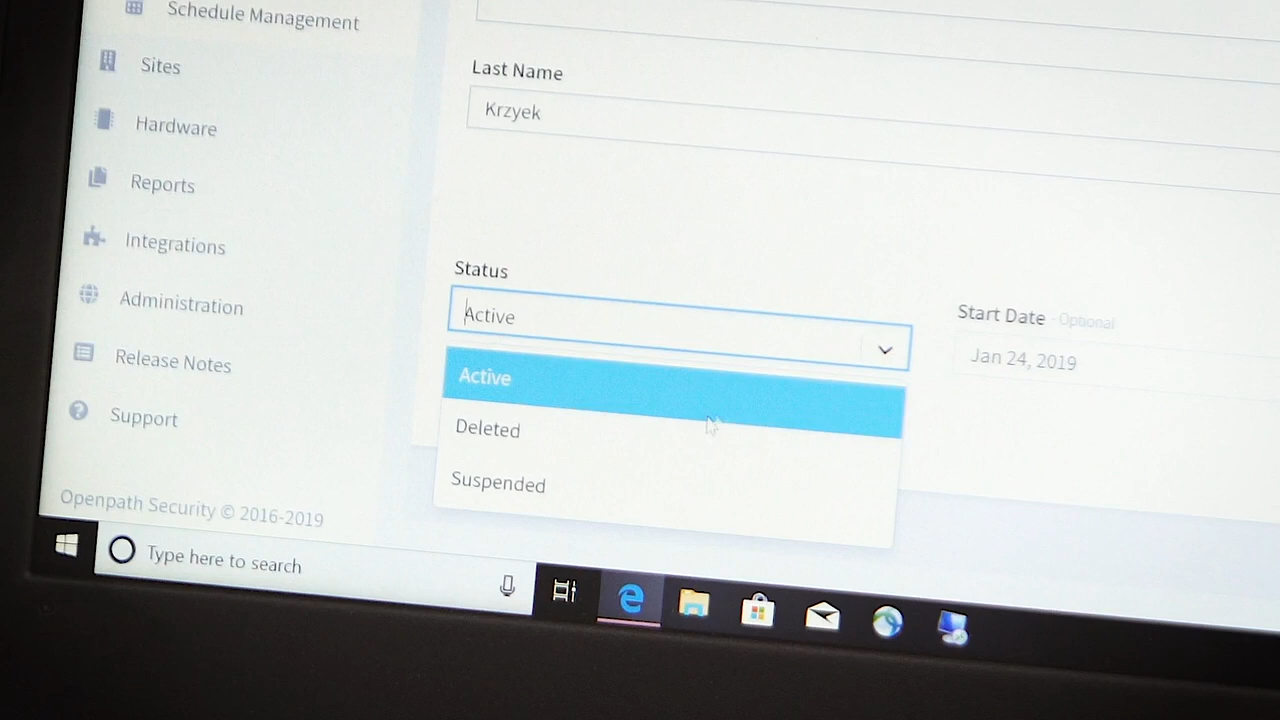 Schedule Management
Sites
Hardware
Reports
Integrations
Administration
Release Notes
Support
Openpath Security © 2016-2019
Last Name
Krzyek
Status
Active
Active
Deleted
Suspended
Start Date - Optional
Jan 24, 2019
Type here to search